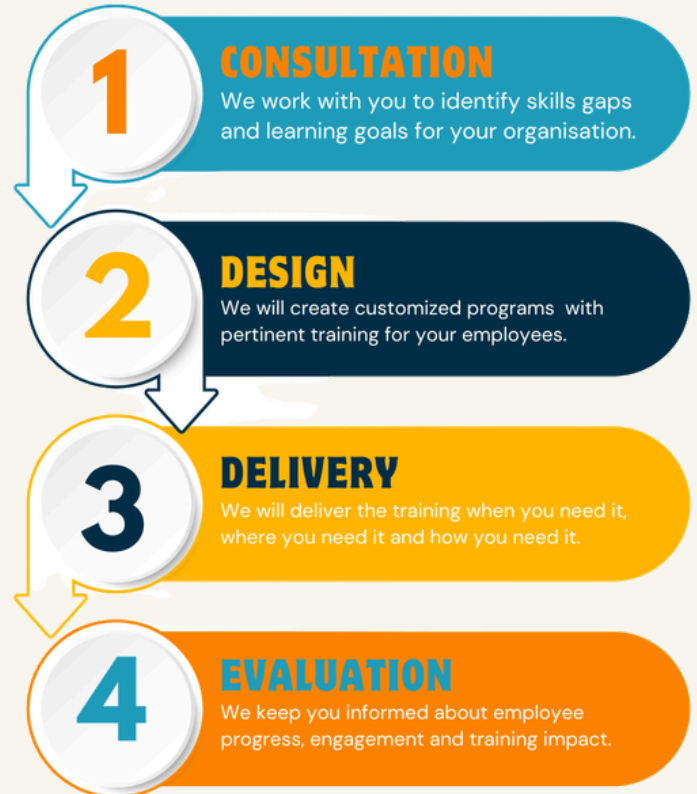 1
CONSULTATION
We work with you to identify skills gaps
and learning goals for your organisation.
2
DESIGN
We will create customized programs with
pertinent training for your employees.
3
DELIVERY
We will deliver the training when you need it,
where you need it and how you need it.
4
EVALUATION
We keep you informed about employee
progress, engagement and training impact.